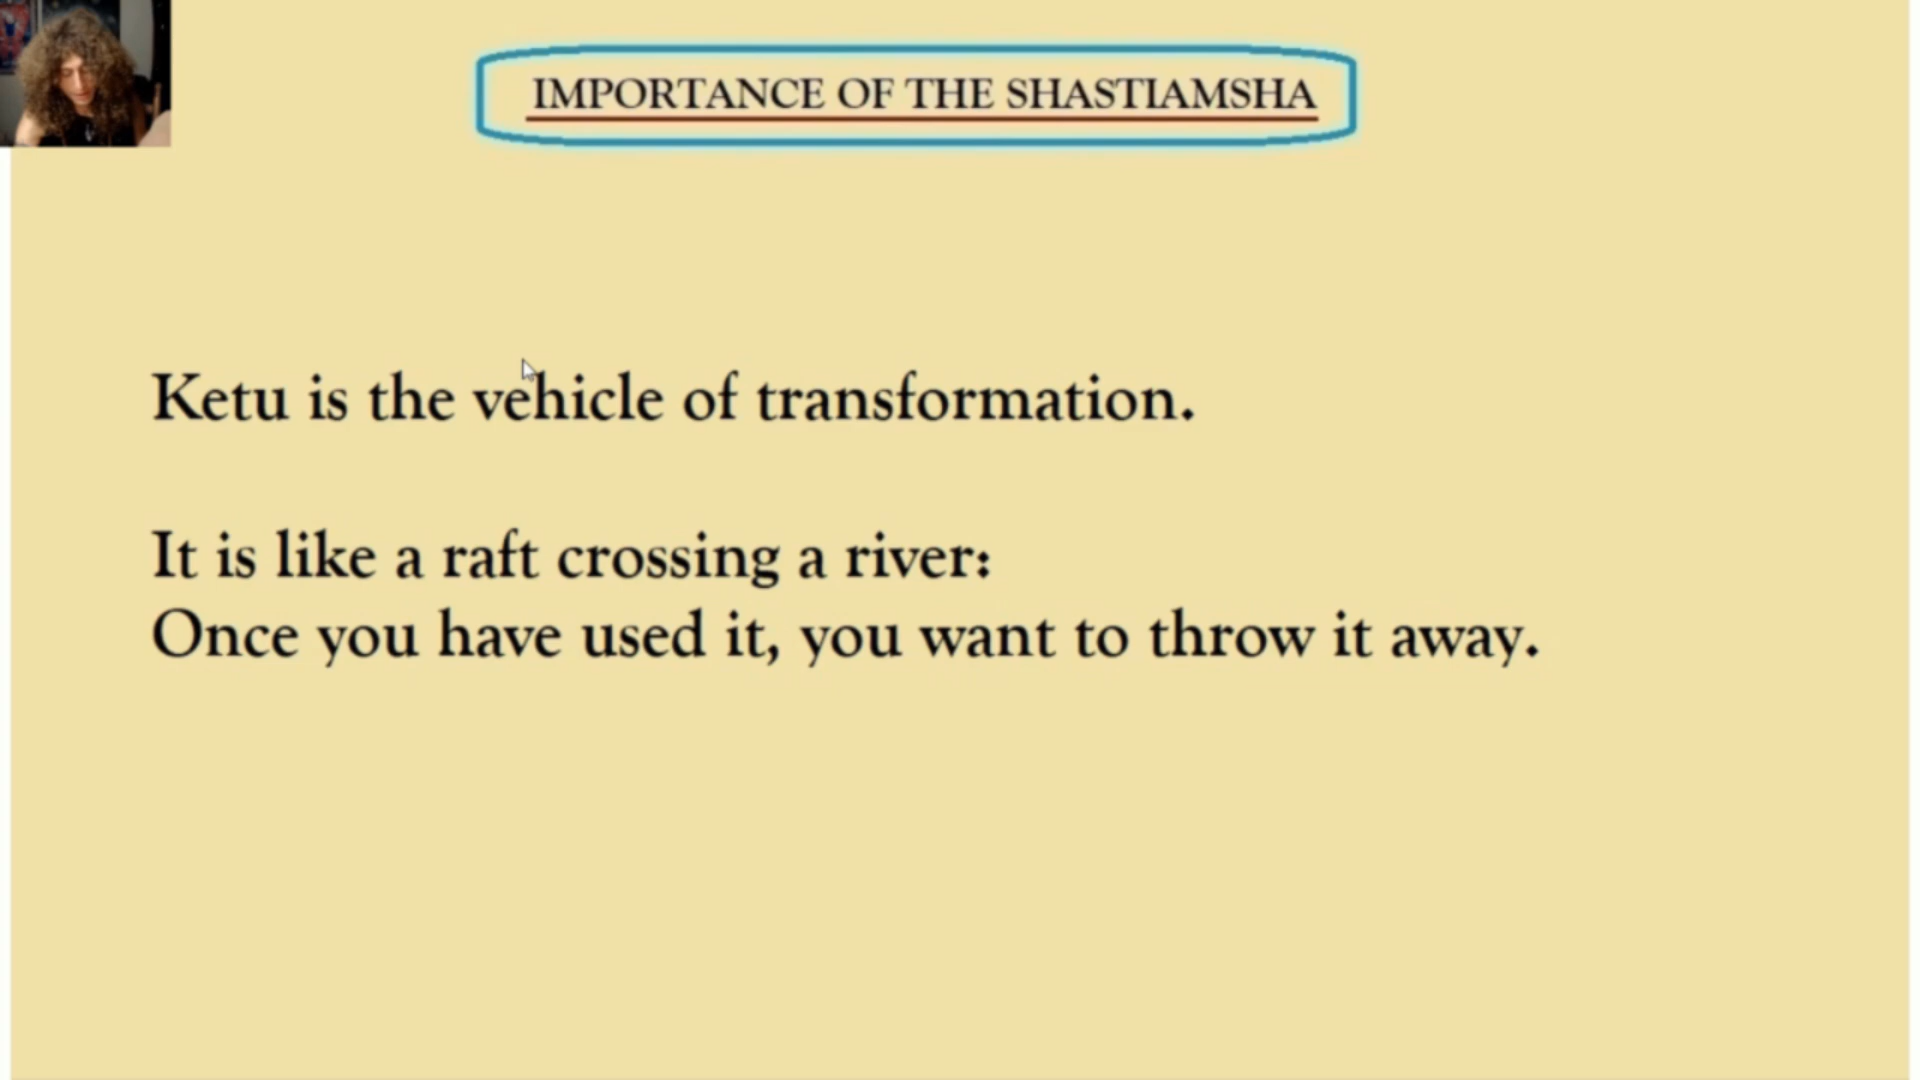 IMPORTANCE OF THE SHASTIAMSHA
Ketu is the vehicle of transformation.
It is like a raft crossing a river:
Once you have used it, you want to throw it away.